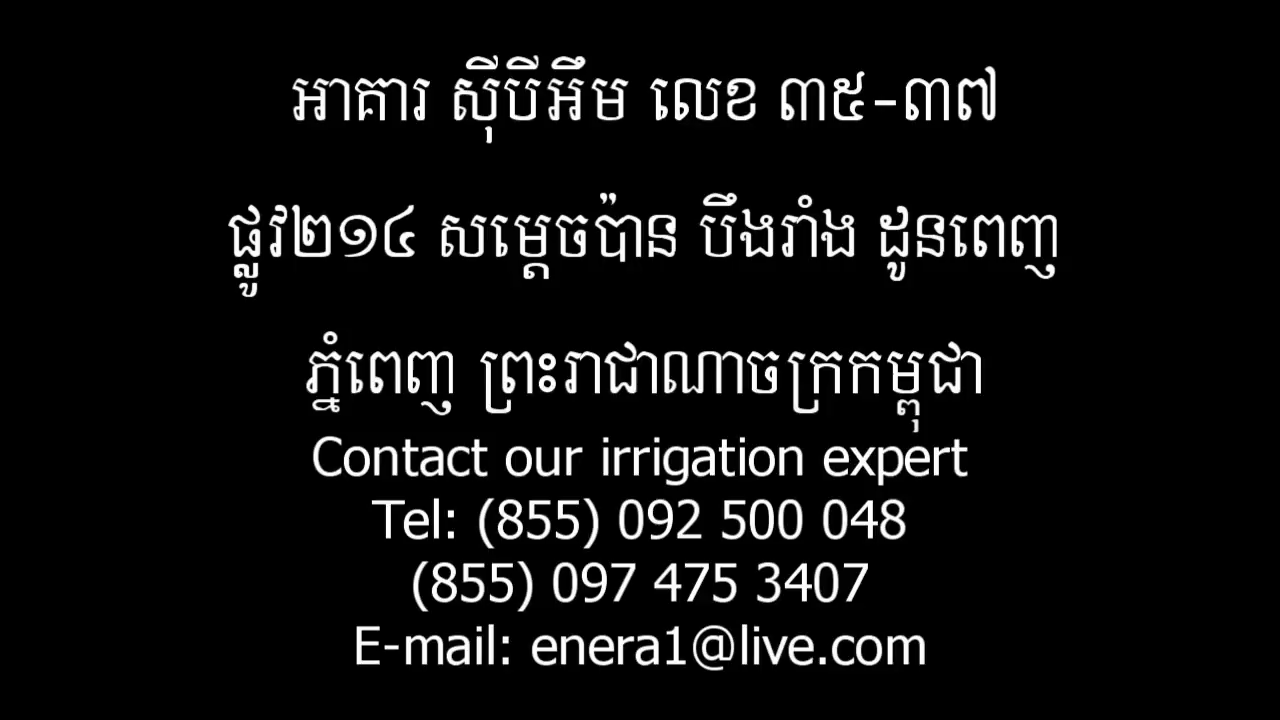 អាគារ ស៊ីបីអឹម លេខ ៣៥-៣៧
ផ្លូវ២១៤ សម្ដេចប៉ាន បឹងរាំង ដូនពេញ
ភ្នំពេញ ព្រះរាជាណាចក្រកម្ពុជា
Contact our irrigation expert
Tel: (855) 092 500 048
(855) 097 475 3407
E-mail: enera1@live.com